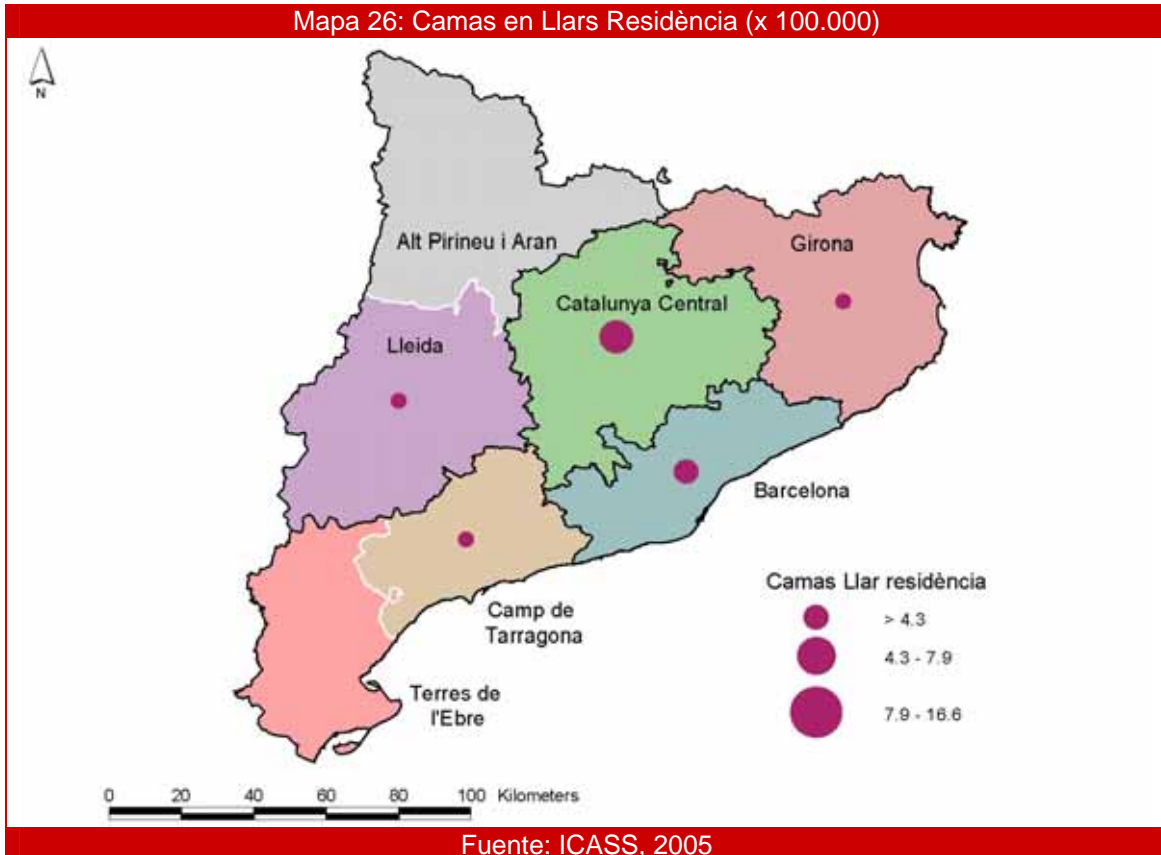 Mapa 26: Camas en Llars Residència (x 100.000)
N
Alt Pirineu i Aran
Girona
Catalunya Central
Lleida
Barcelona
Camp de
Tarragona
Terres de
l'Ebre
Camas Llar residència
> 4.3
4.3 - 7.9
7.9 - 16.6
0 20 40 60 80 100 Kilometers
Fuente: ICASS, 2005